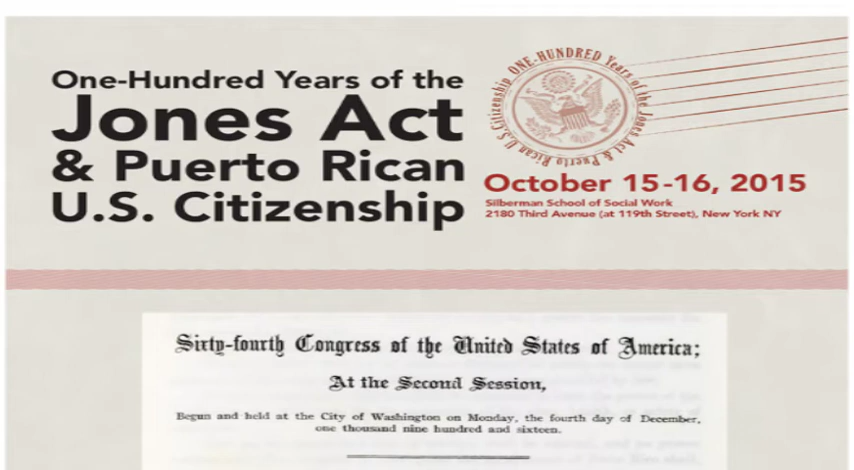 One-Hundred Years of the
Jones Act
& Puerto Rican
U.S. Citizenship
ONE-HUNDRED Years of the Jones Act & Puerto Rican U.S. Citizenship
October 15-16, 2015
Silberman School of Social Work
2180 Third Avenue (at 119th Street), New York NY
Sixty-fourth Congress of the United States of America;
At the Second Session,
Begun and held at the City of Washington on Monday, the fourth day of December,
one thousand nine hundred and sixteen.